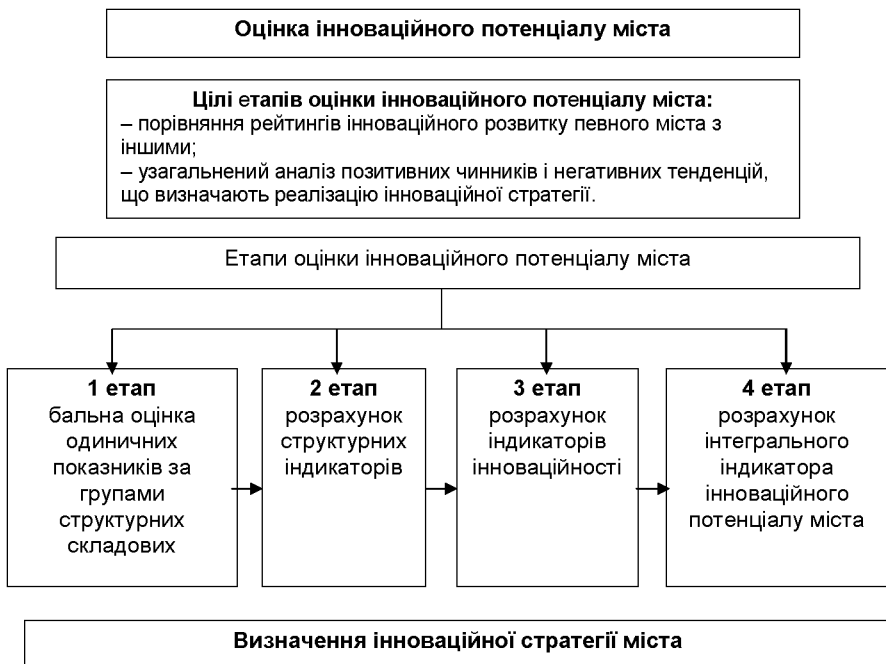 Оцінка інноваційного потенціалу міста
Цілі етапів оцінки інноваційного потенціалу міста:
– порівняння рейтингів інноваційного розвитку певного міста з
іншими;
– узагальнений аналіз позитивних чинників і негативних тенденцій,
що визначають реалізацію інноваційної стратегії.
Етапи оцінки інноваційного потенціалу міста
1 етап
бальна оцінка
одиничних
показників за
групами
структурних
складових
2 етап
розрахунок
структурних
індикаторів
3 етап
розрахунок
індикаторів
інноваційності
4 етап
розрахунок
інтегрального
індикатора
інноваційного
потенціалу міста
Визначення інноваційної стратегії міста